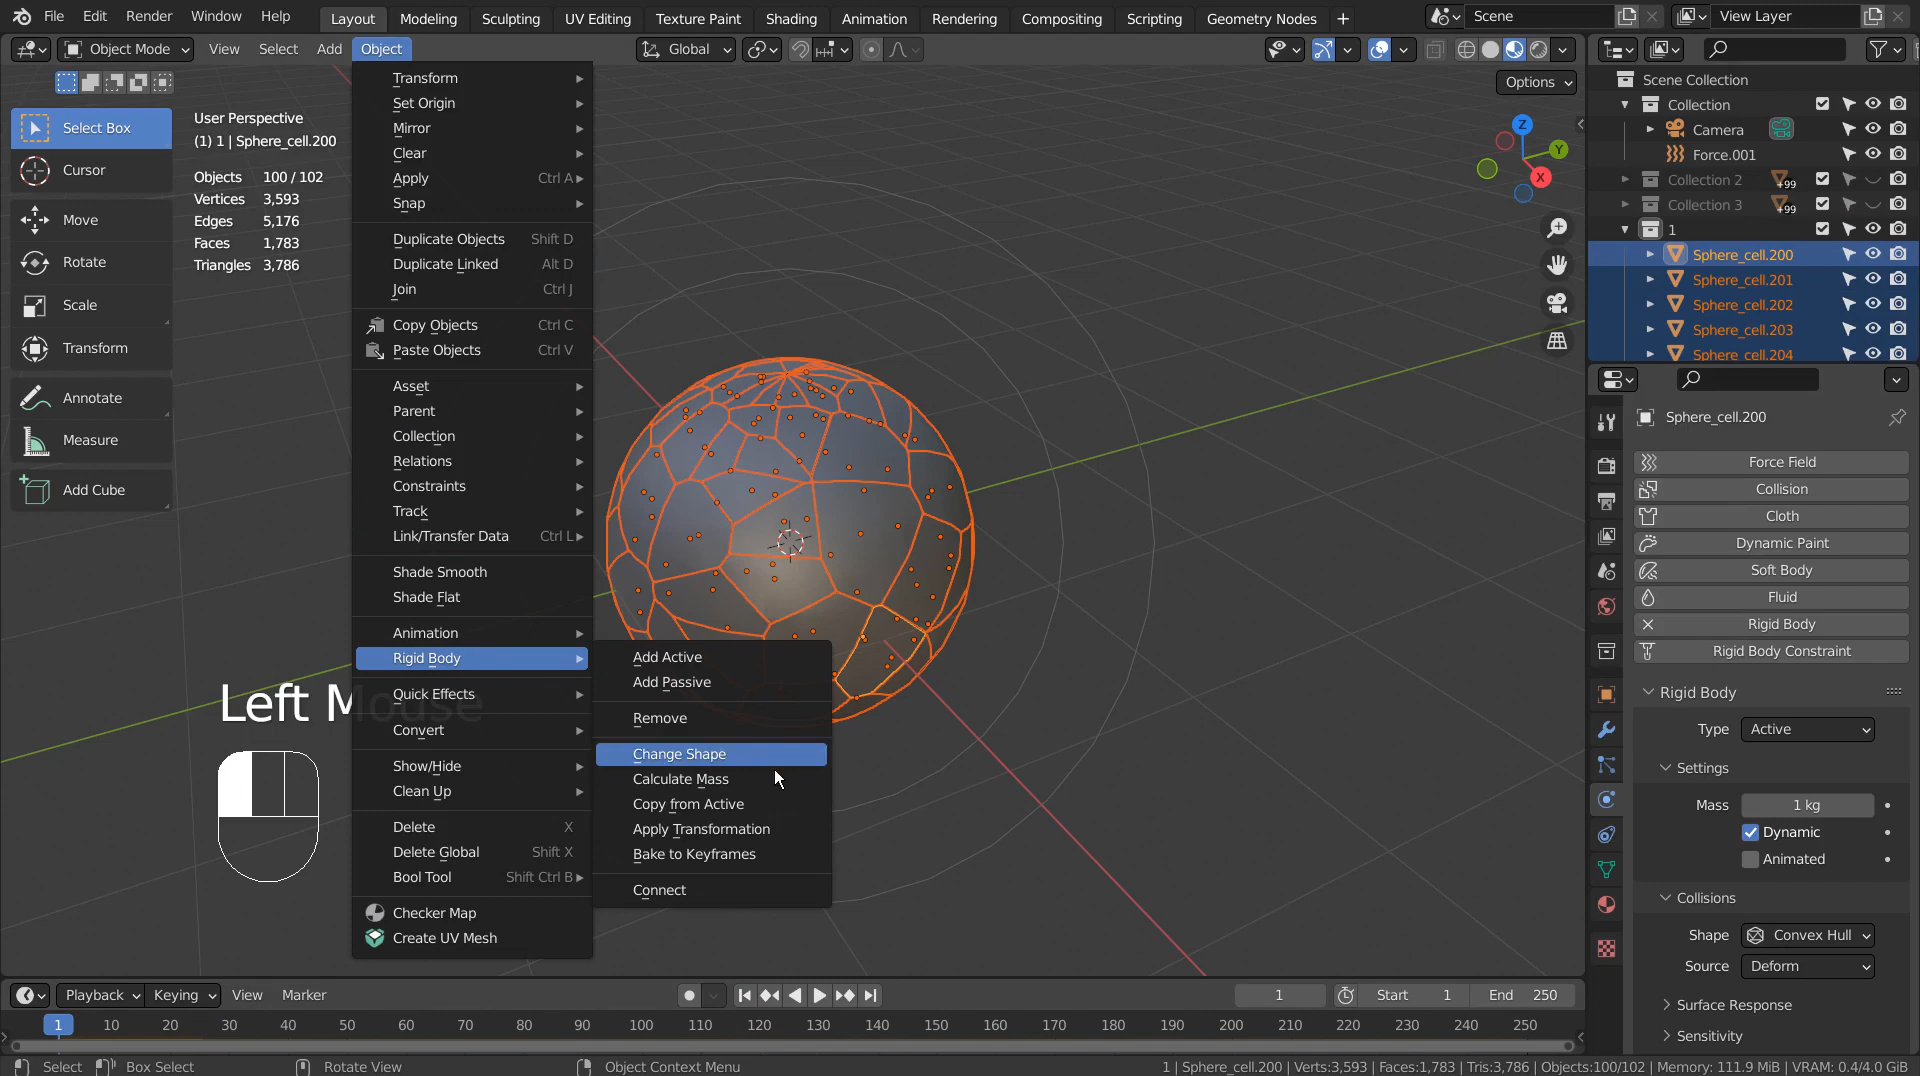 File Edit Render Window Help Layout Modeling Sculpting UV Editing Texture Paint Shading Animation Rendering Compositing Scripting Geometry Nodes + Scene View Layer
Object Mode View Select Add Object Global
Options
Select Box
Cursor
Move
Rotate
Scale
Transform
Annotate
Measure
Add Cube
User Perspective
(1) 1 | Sphere_cell.200
Objects 100 / 102
Vertices 3,593
Edges 5,176
Faces 1,783
Triangles 3,786
Transform
Set Origin
Mirror
Clear
Apply Ctrl A
Snap
Duplicate Objects Shift D
Duplicate Linked Alt D
Join Ctrl J
Copy Objects Ctrl C
Paste Objects Ctrl V
Asset
Parent
Collection
Relations
Constraints
Track
Link/Transfer Data Ctrl L
Shade Smooth
Shade Flat
Animation
Rigid Body
Quick Effects
Convert
Show/Hide
Clean Up
Delete X
Delete Global Shift X
Bool Tool Shift Ctrl B
Checker Map
Create UV Mesh
Add Active
Add Passive
Remove
Change Shape
Calculate Mass
Copy from Active
Apply Transformation
Bake to Keyframes
Connect
Left Mouse
Z
Y
X
Scene Collection
Collection
Camera
Force.001
Collection 2 +99
Collection 3 +99
1
Sphere_cell.200
Sphere_cell.201
Sphere_cell.202
Sphere_cell.203
Sphere_cell.204
Sphere_cell.200
Force Field
Collision
Cloth
Dynamic Paint
Soft Body
Fluid
Rigid Body
Rigid Body Constraint
Rigid Body
Type Active
Settings
Mass 1 kg
Dynamic
Animated
Collisions
Shape Convex Hull
Source Deform
Surface Response
Sensitivity
Playback Keying View Marker 1 Start 1 End 250
1 10 20 30 40 50 60 70 80 90 100 110 120 130 140 150 160 170 180 190 200 210 220 230 240 250
Select Box Select Rotate View Object Context Menu 1 | Sphere_cell.200 | Verts:3,593 | Faces:1,783 | Tris:3,786 | Objects:100/102 | Memory: 111.9 MiB | VRAM: 0.4/4.0 GiB